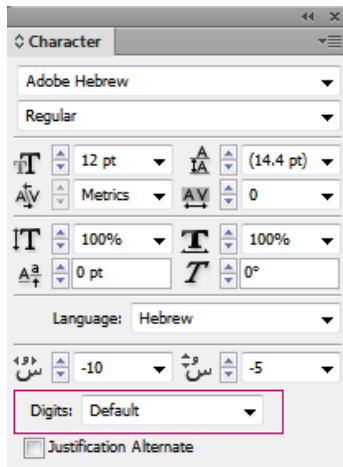 Character
Adobe Hebrew
Regular
12 pt (14.4 pt)
Metrics 0
100% 100%
0 pt 0°
Language: Hebrew
-10 -5
Digits: Default
Justification Alternate